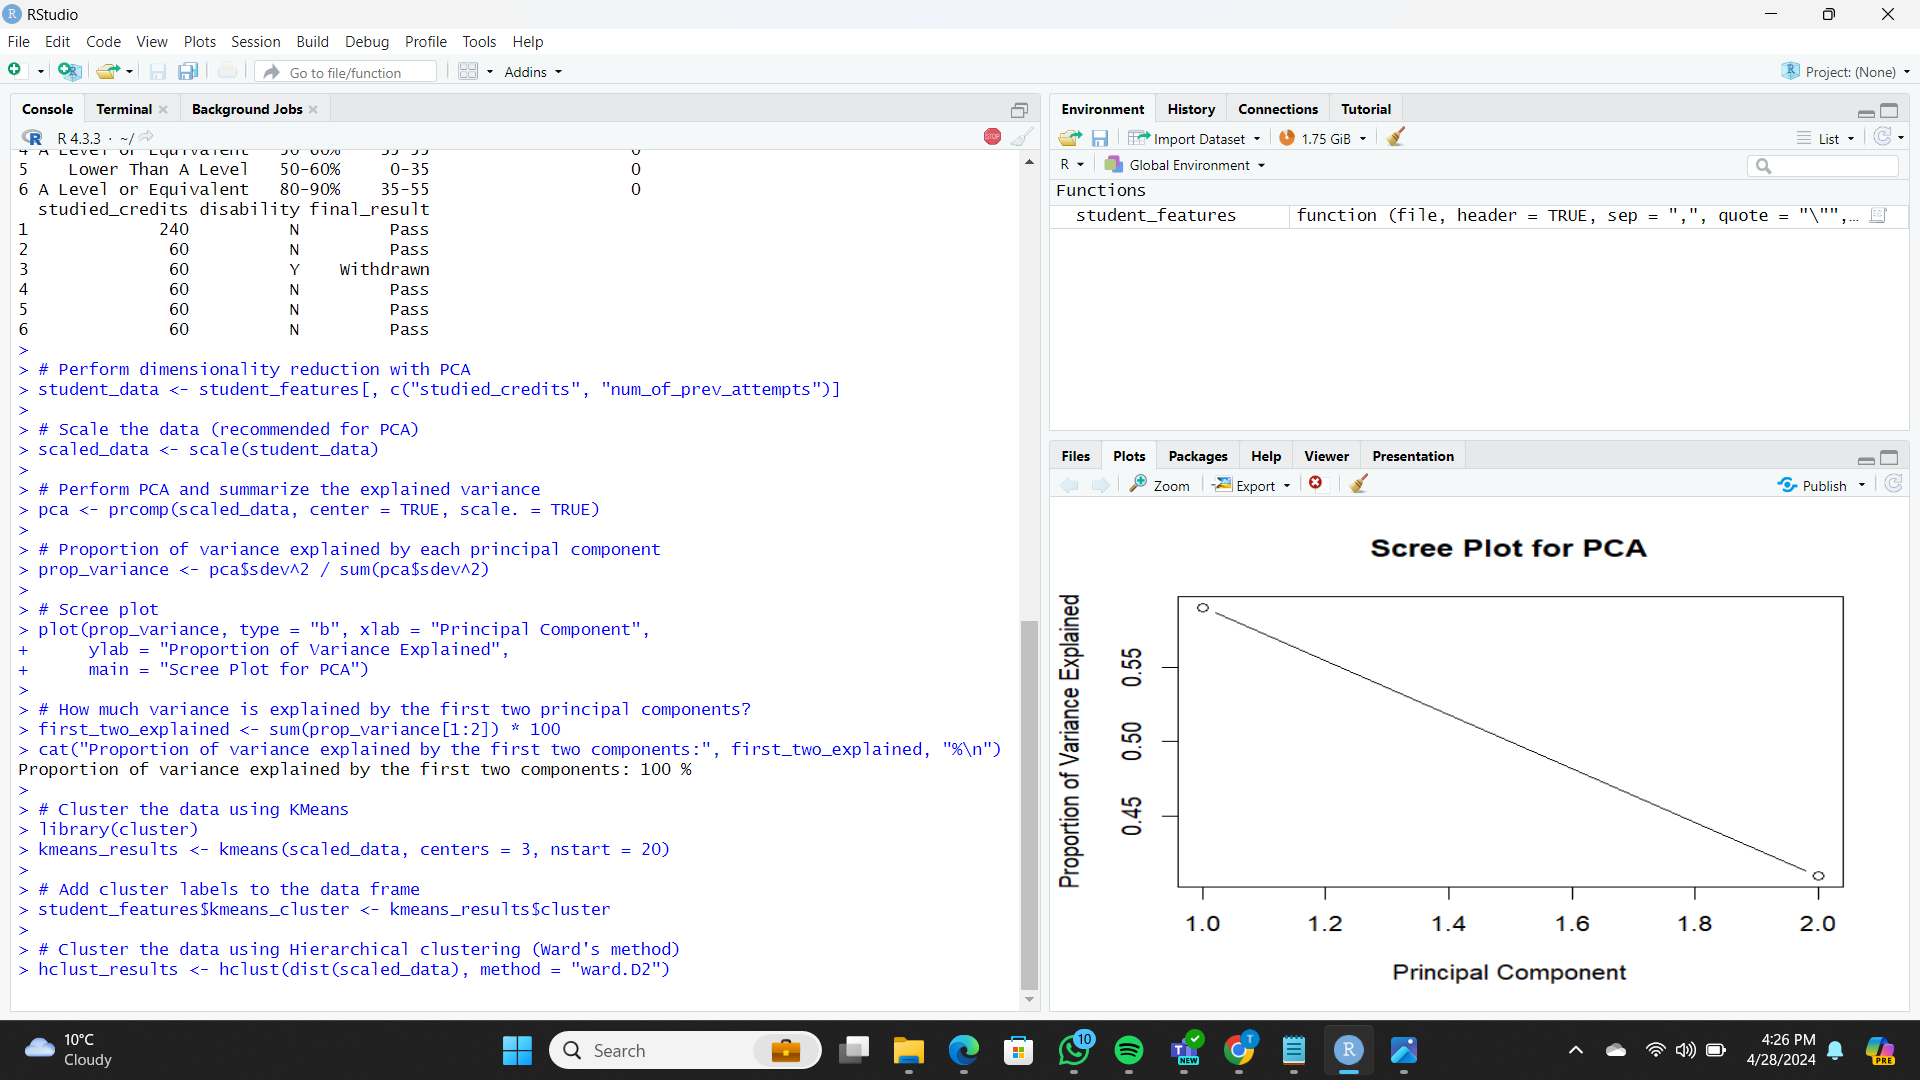 RStudio
File Edit Code View Plots Session Build Debug Profile Tools Help
Go to file/function Addins Project: (None)
Console Terminal Background Jobs
R 4.3.3 · ~/
4 A Level or Equivalent 50-60% 35-55 0
5 Lower Than A Level 50-60% 0-35 0
6 A Level or Equivalent 80-90% 35-55 0
studied_credits disability final_result
1 240 N Pass
2 60 N Pass
3 60 Y Withdrawn
4 60 N Pass
5 60 N Pass
6 60 N Pass
>
> # Perform dimensionality reduction with PCA
> student_data <- student_features[, c("studied_credits", "num_of_prev_attempts")]
>
> # Scale the data (recommended for PCA)
> scaled_data <- scale(student_data)
>
> # Perform PCA and summarize the explained variance
> pca <- prcomp(scaled_data, center = TRUE, scale. = TRUE)
>
> # Proportion of variance explained by each principal component
> prop_variance <- pca$sdev^2 / sum(pca$sdev^2)
>
> # Scree plot
> plot(prop_variance, type = "b", xlab = "Principal Component",
+ ylab = "Proportion of Variance Explained",
+ main = "Scree Plot for PCA")
>
> # How much variance is explained by the first two principal components?
> first_two_explained <- sum(prop_variance[1:2]) * 100
> cat("Proportion of variance explained by the first two components:", first_two_explained, "%\n")
Proportion of variance explained by the first two components: 100 %
>
> # Cluster the data using KMeans
> library(cluster)
> kmeans_results <- kmeans(scaled_data, centers = 3, nstart = 20)
>
> # Add cluster labels to the data frame
> student_features$kmeans_cluster <- kmeans_results$cluster
>
> # Cluster the data using Hierarchical clustering (Ward's method)
> hclust_results <- hclust(dist(scaled_data), method = "ward.D2")
Environment History Connections Tutorial
Import Dataset 1.75 GiB List
R Global Environment
Functions
student_features function (file, header = TRUE, sep = ",", quote = "\"",…
Files Plots Packages Help Viewer Presentation
Zoom Export Publish
Scree Plot for PCA
Proportion of Variance Explained
0.55
0.50
0.45
1.0 1.2 1.4 1.6 1.8 2.0
Principal Component
10°C
Cloudy
Search
10
NEW
T
R
4:26 PM
4/28/2024
PRE